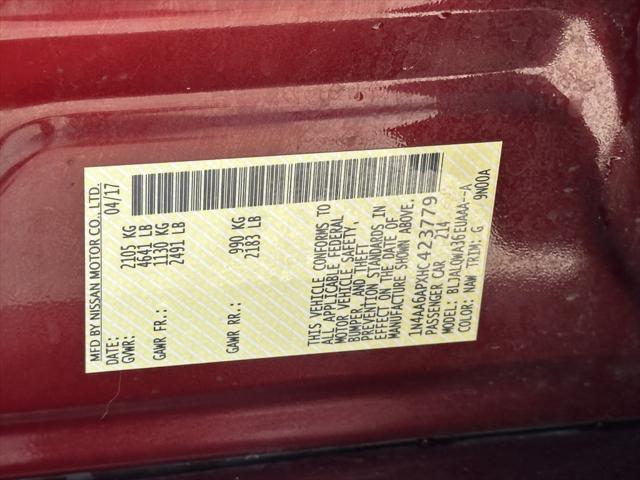 MFD BY NISSAN MOTOR CO., LTD.
DATE: 04/17
GVWR: 2105 KG
4641 LB
GAWR FR.: 1130 KG
2491 LB
GAWR RR.: 990 KG
2183 LB
THIS VEHICLE CONFORMS TO
ALL APPLICABLE FEDERAL
MOTOR VEHICLE SAFETY,
BUMPER, AND THEFT
PREVENTION STANDARDS IN
EFFECT ON THE DATE OF
MANUFACTURE SHOWN ABOVE.
1N4AA6APXHC423779
PASSENGER CAR 214
MODEL: BLJALQWA36EUA4A--A
COLOR: NAW TRIM: G 9N00A